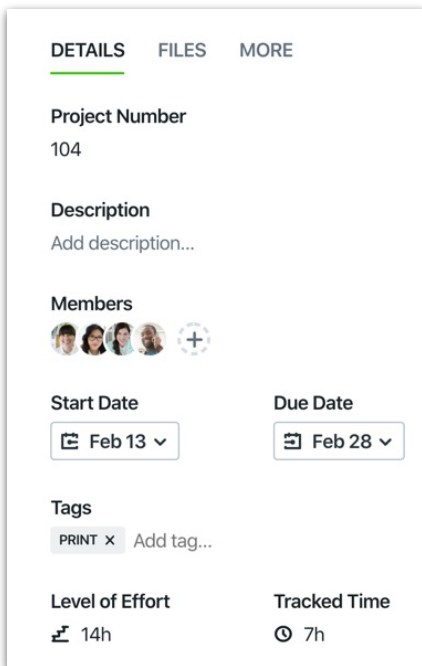 DETAILS FILES MORE
Project Number
104
Description
Add description...
Members
Start Date Due Date
Feb 13 Feb 28
Tags
PRINT × Add tag...
Level of Effort Tracked Time
14h 7h